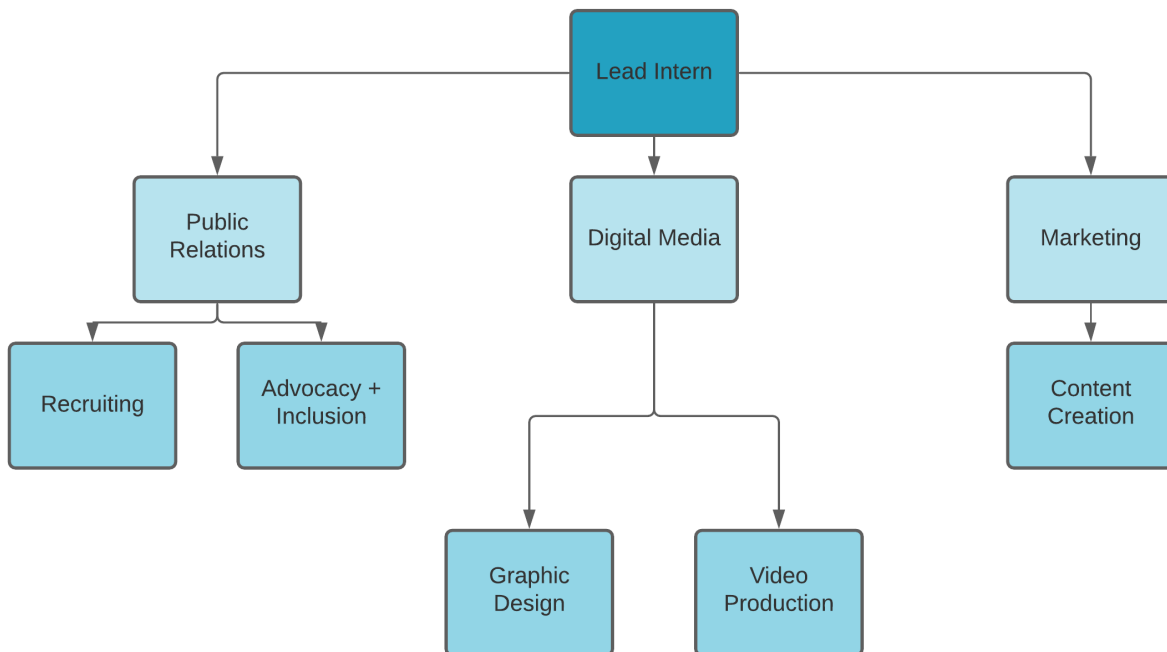 Lead Intern
Public
Relations
Digital Media
Marketing
Recruiting
Advocacy +
Inclusion
Content
Creation
Graphic
Design
Video
Production